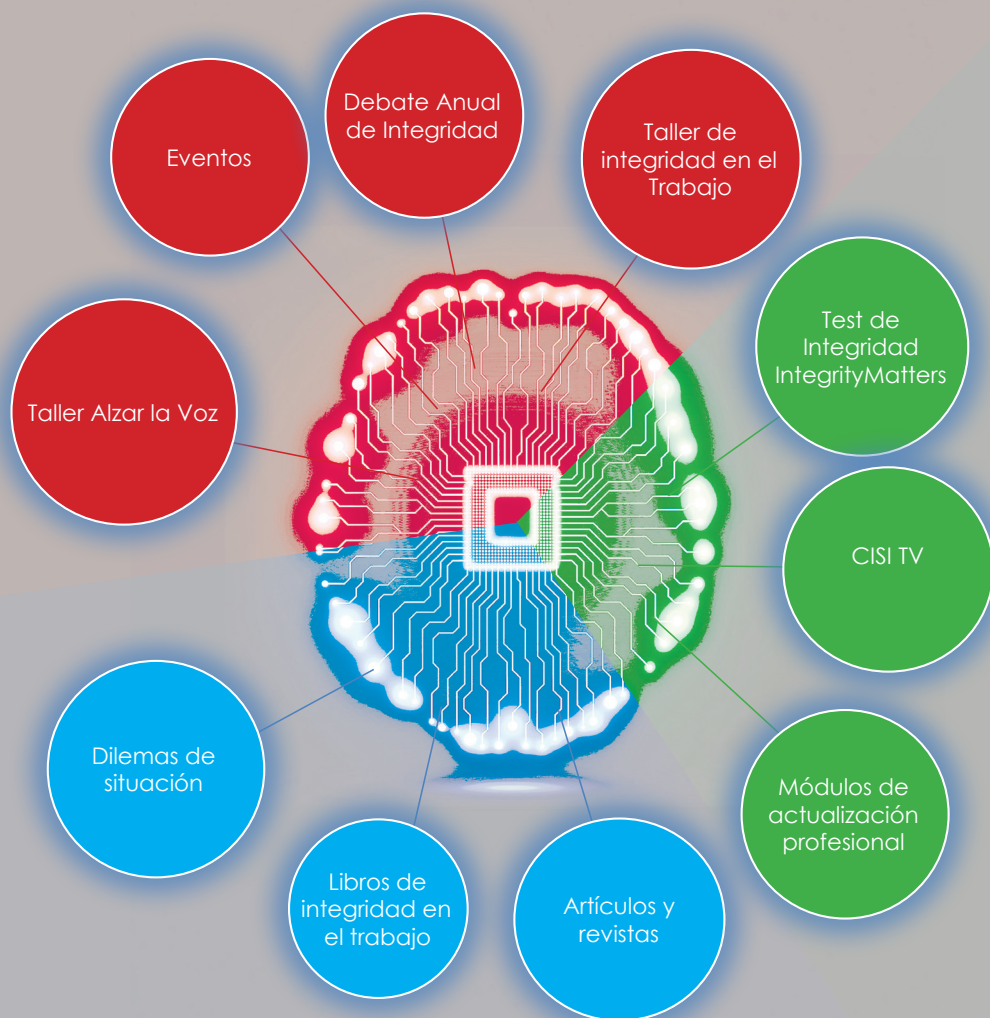 Debate Anual
de Integridad
Eventos
Taller de
integridad en el
Trabajo
Test de
Integridad
IntegrityMatters
Taller Alzar la Voz
CISI TV
Dilemas de
situación
Módulos de
actualización
profesional
Libros de
integridad en
el trabajo
Artículos y
revistas